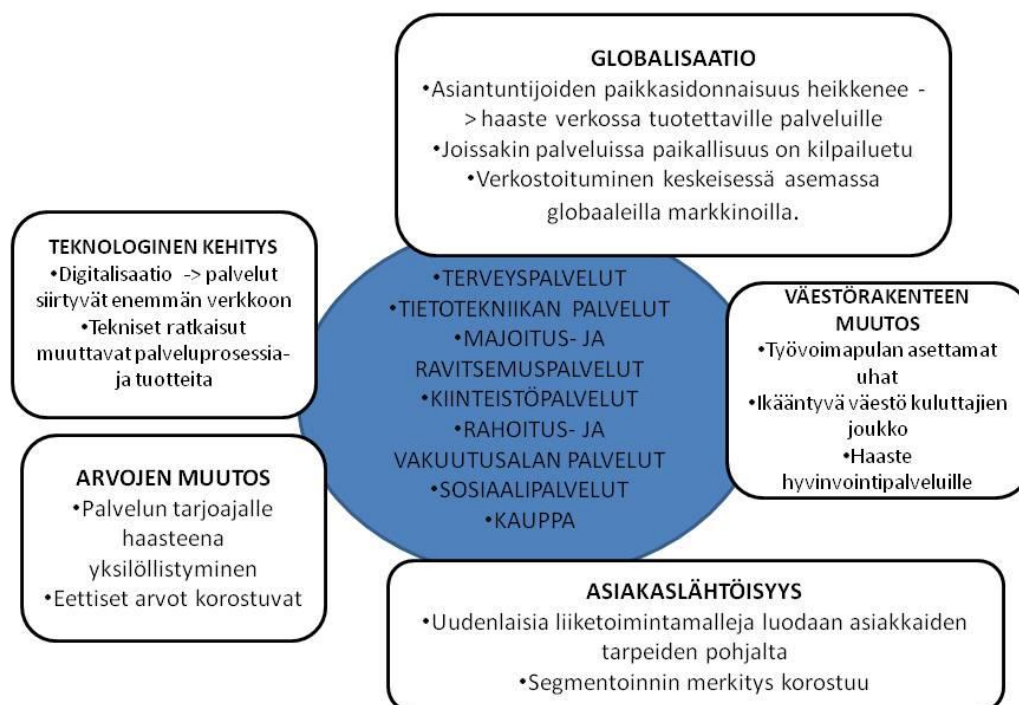 GLOBALISAATIO
•Asiantuntijoiden paikkasidonnaisuus heikkenee -
> haaste verkossa tuotettaville palveluille
•Joissakin palveluissa paikallisuus on kilpailuetu
•Verkostoituminen keskeisessä asemassa
globaaleilla markkinoilla.
TEKNOLOGINEN KEHITYS
•Digitalisaatio -> palvelut
siirtyvät enemmän verkkoon
•Tekniset ratkaisut
muuttavat palveluprosessia-
ja tuotteita
•TERVEYSPALVELUT
•TIETOTEKNIIKAN PALVELUT
•MAJOITUS- JA
RAVITSEMUSPALVELUT
•KIINTEISTÖPALVELUT
•RAHOITUS- JA
VAKUUTUSALAN PALVELUT
•SOSIAALIPALVELUT
•KAUPPA
VÄESTÖRAKENTEEN
MUUTOS
•Työvoimapulan asettamat
uhat
•Ikääntyvä väestö kuluttajien
joukko
•Haaste
hyvinvointipalveluille
ARVOJEN MUUTOS
•Palvelun tarjoajalle
haasteena
yksilöllistyminen
•Eettiset arvot korostuvat
ASIAKASLÄHTÖISYYS
•Uudenlaisia liiketoimintamalleja luodaan asiakkaiden
tarpeiden pohjalta
•Segmentoinnin merkitys korostuu